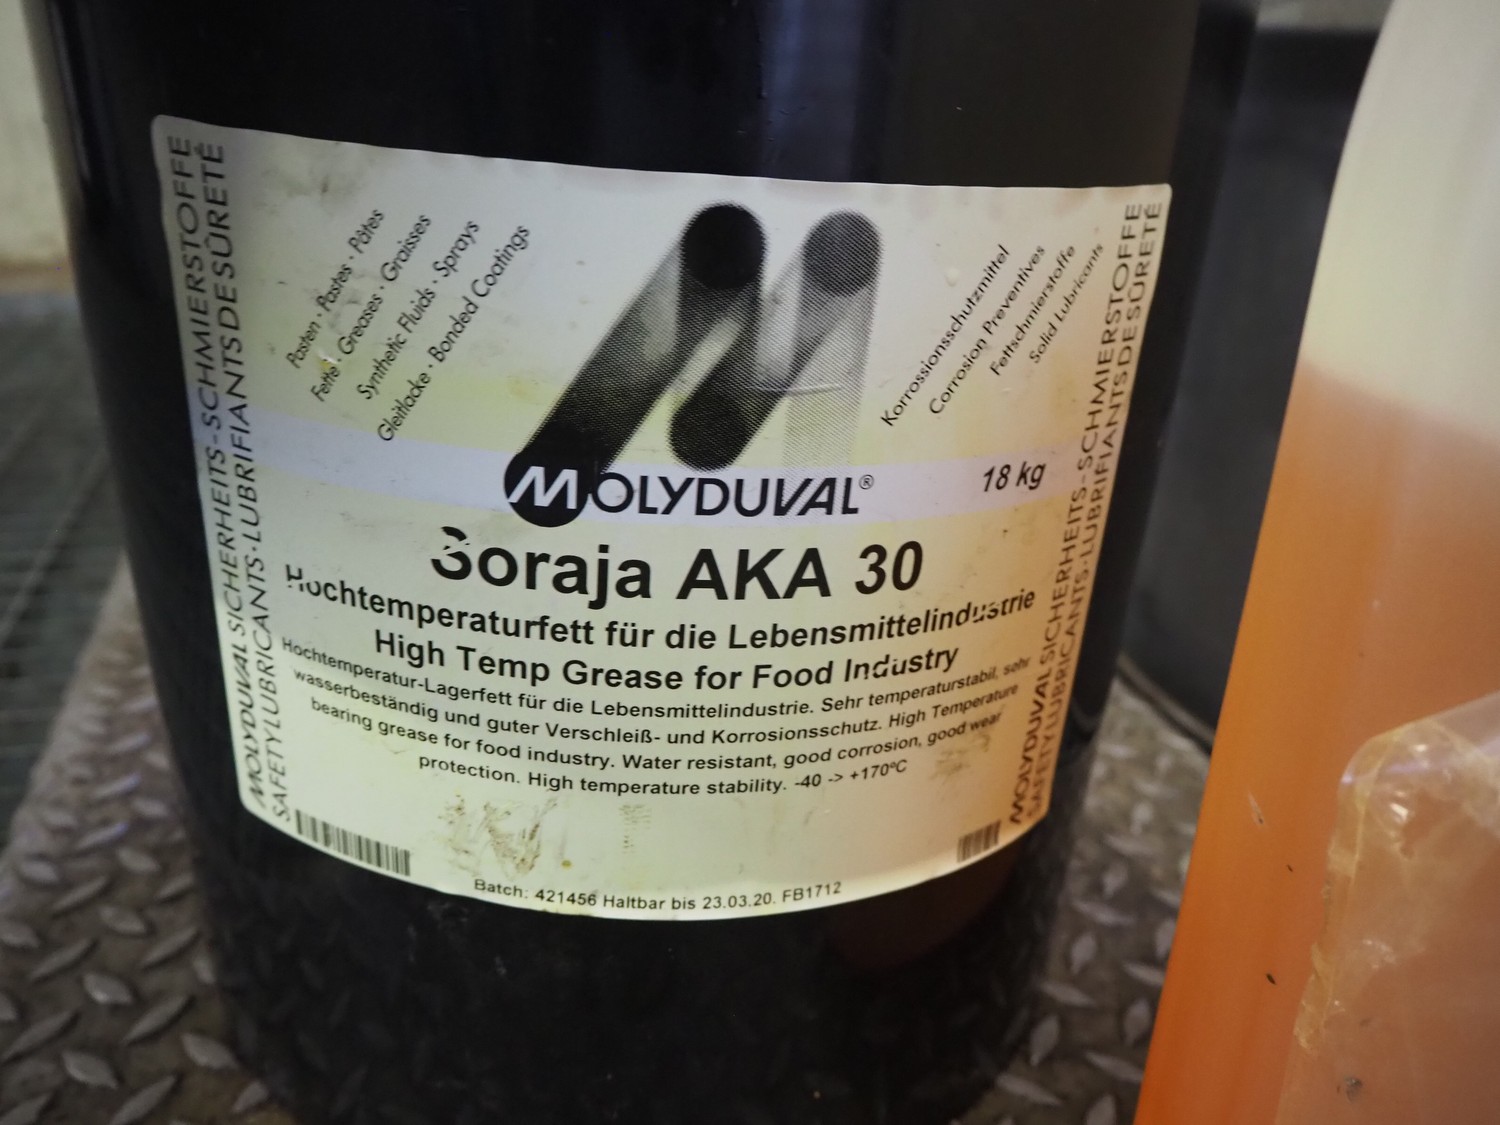 MOLYDUVAL SICHERHEITS-SCHMIERSTOFFE
SAFETY LUBRICANTS·LUBRIFIANTS DE SÛRETÉ
Pasten · Pastes · Pâtes
Fette · Greases · Graisses
Synthetic Fluids · Sprays
Gleitlacke · Bonded Coatings
Korrossionsschutzmittel
Corrosion Preventives
Fettschmierstoffe
Solid Lubricants
MOLYDUVAL®
18 kg
Soraja AKA 30
Hochtemperaturfett für die Lebensmittelindustrie
High Temp Grease for Food Industry
Hochtemperatur-Lagerfett für die Lebensmittelindustrie. Sehr temperaturstabil, sehr
wasserbeständig und guter Verschleiß- und Korrosionsschutz. High Temperature
bearing grease for food industry. Water resistant, good corrosion, good wear
protection. High temperature stability. -40 -> +170ºC
Batch: 421456 Haltbar bis 23.03.20. FB1712
MOLYDUVAL SICHERHEITS-SCHMIERSTOFFE
SAFETY LUBRICANTS·LUBRIFIANTS DE SÛRETÉ